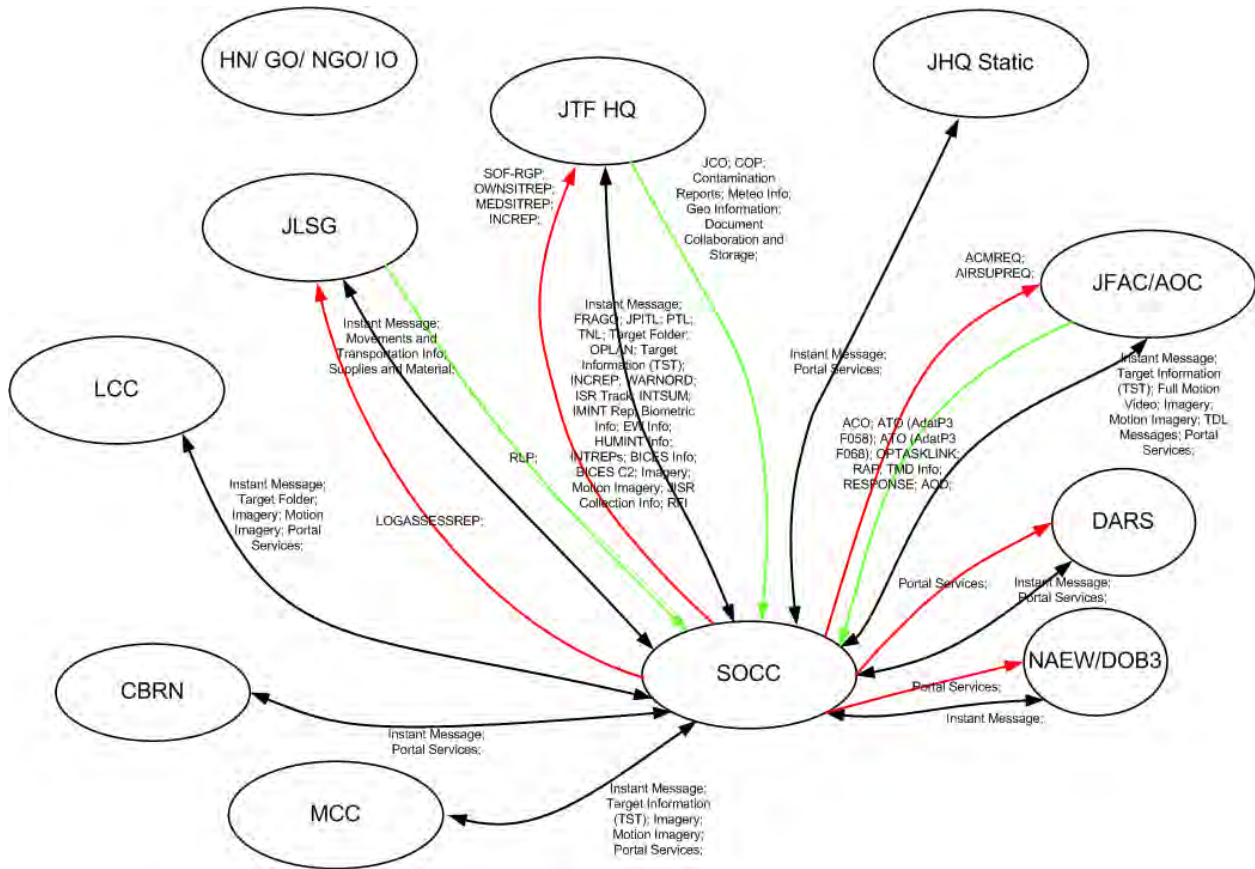 HN/ GO/ NGO/ IO
JHQ Static
JTF HQ
SOF-RGP;
OWNSITREP;
MEDSITREP;
INCREP;
JCO; COP;
Contamination
Reports; Meteo Info;
Geo Information;
Document
Collaboration and
Storage;
JLSG
ACMREQ;
AIRSUPREQ;
JFAC/AOC
Instant Message;
Movements and
Transportation Info;
Supplies and Material;
Instant Message;
FRAGO; JPITL; PTL;
TNL; Target Folder;
OPLAN; Target
Information (TST);
INCREP; WARNORD;
ISR Track; INTSUM;
IMINT Rep; Biometric
Info; EW Info;
HUMINT Info;
INTREPs; BICES Info;
BICES C2; Imagery;
Motion Imagery; JISR
Collection Info; RFI
Instant Message;
Portal Services;
Instant Message;
Target Information
(TST); Full Motion
Video; Imagery;
Motion Imagery; TDL
Messages; Portal
Services;
LCC
ACO; ATO (AdatP3
F058); ATO (AdatP3
F068); OPTASKLINK;
RAP; TMD Info;
RESPONSE; AOD;
RLP;
Instant Message;
Target Folder;
Imagery; Motion
Imagery; Portal
Services;
LOGASSESSREP;
DARS
Portal Services;
Instant Message;
Portal Services;
SOCC
NAEW/DOB3
Portal Services;
Instant Message;
CBRN
Instant Message;
Portal Services;
MCC
Instant Message;
Target Information
(TST); Imagery;
Motion Imagery;
Portal Services;